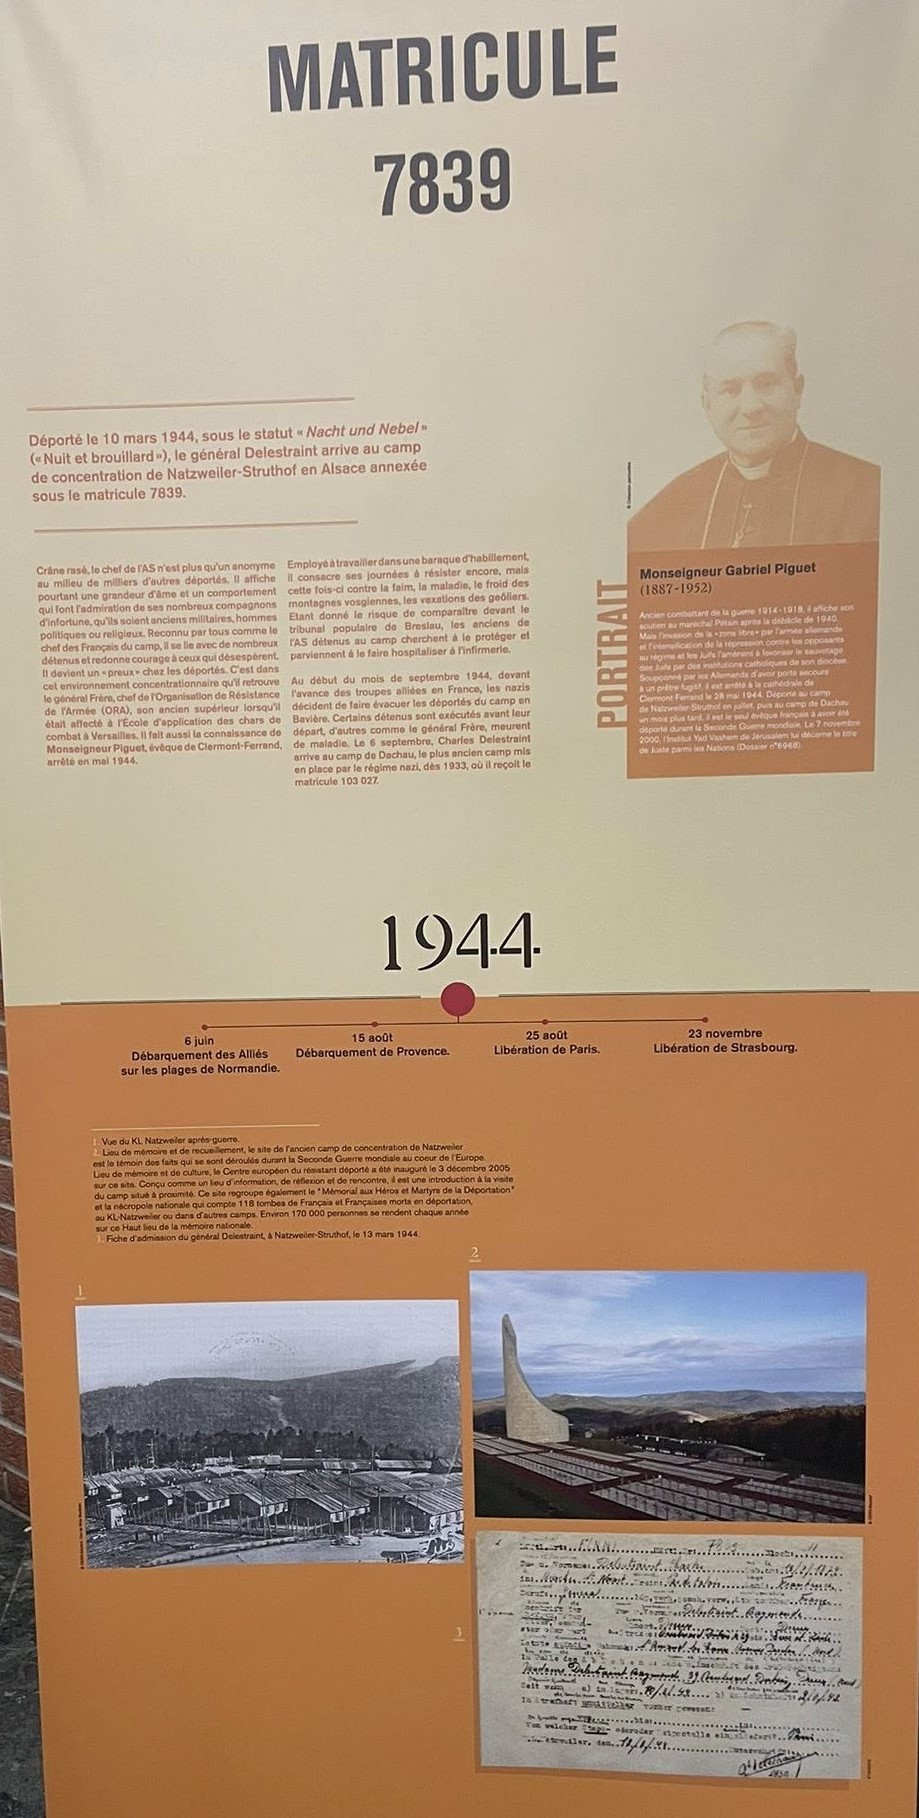 MATRICULE
7839
Déporté le 10 mars 1944, sous le statut « Nacht und Nebel »
(« Nuit et brouillard »), le général Delestraint arrive au camp
de concentration de Natzweiler-Struthof en Alsace annexée
sous le matricule 7839.
Crâne rasé, le chef de l'AS n'est plus qu'un anonyme
au milieu de milliers d'autres déportés. Il affiche
pourtant une grandeur d'âme et un comportement
qui font l'admiration de ses nombreux compagnons
d'infortune, qu'ils soient anciens militaires, hommes
politiques ou religieux. Reconnu par tous comme le
chef des Français du camp, il se lie avec de nombreux
détenus et redonne courage à ceux qui désespèrent.
Il devient un « preux » chez les déportés. C'est dans
cet environnement concentrationnaire qu'il retrouve
le général Frère, chef de l'Organisation de Résistance
de l'Armée (ORA), son ancien supérieur lorsqu'il
était affecté à l'École d'application des chars de
combat à Versailles. Il fait aussi la connaissance de
Monseigneur Piguet, évêque de Clermont-Ferrand,
arrêté en mai 1944.
Employé à travailler dans une baraque d'habillement,
il consacre ses journées à résister encore, mais
cette fois-ci contre la faim, la maladie, le froid des
montagnes vosgiennes, les vexations des geôliers.
Etant donné le risque de comparaître devant le
tribunal populaire de Breslau, les anciens de
l'AS détenus au camp cherchent à le protéger et
parviennent à le faire hospitaliser à l'infirmerie.
Au début du mois de septembre 1944, devant
l'avance des troupes alliées en France, les nazis
décident de faire évacuer les déportés du camp en
Bavière. Certains détenus sont exécutés avant leur
départ, d'autres comme le général Frère, meurent
de maladie. Le 6 septembre, Charles Delestraint
arrive au camp de Dachau, le plus ancien camp mis
en place par le régime nazi, dès 1933, où il reçoit le
matricule 103 027.
PORTRAIT
Monseigneur Gabriel Piguet
(1887-1952)
Ancien combattant de la guerre 1914-1918, il affiche son
soutien au maréchal Pétain après la débâcle de 1940.
Mais l'invasion de la « zone libre » par l'armée allemande
et l'intensification de la répression contre les opposants
au régime et les Juifs l'amènent à favoriser le sauvetage
des Juifs par des institutions catholiques de son diocèse.
Soupçonné par les Allemands d'avoir porté secours
à un prêtre fugitif, il est arrêté à la cathédrale de
Clermont Ferrand le 28 mai 1944. Déporté au camp
de Natzweiler-Struthof en juillet, puis au camp de Dachau
un mois plus tard, il est le seul évêque français à avoir été
déporté durant la Seconde Guerre mondiale. Le 7 novembre
2000, l'institut Yad Vashem de Jérusalem lui décerne le titre
de Juste parmi les Nations (Dossier n°6968).
1944
6 juin
Débarquement des Alliés
sur les plages de Normandie.
15 août
Débarquement de Provence.
25 août
Libération de Paris.
23 novembre
Libération de Strasbourg.
1. Vue du KL Natzweiler après-guerre.
2. Lieu de mémoire et de recueillement, le site de l'ancien camp de concentration de Natzweiler
est le témoin des faits qui se sont déroulés durant la Seconde Guerre mondiale au coeur de l'Europe.
Lieu de mémoire et de culture, le Centre européen du résistant déporté a été inauguré le 3 décembre 2005
sur ce site. Conçu comme un lieu d'information, de réflexion et de rencontre, il est une introduction à la visite
du camp situé à proximité. Ce site regroupe également le "Mémorial aux Héros et Martyrs de la Déportation"
et la nécropole nationale qui compte 118 tombes de Français et Françaises morts en déportation,
au KL-Natzweiler ou dans d'autres camps. Environ 170 000 personnes se rendent chaque année
sur ce Haut lieu de la mémoire nationale.
3. Fiche d'admission du général Delestraint, à Natzweiler-Struthof, le 13 mars 1944.
1
2
3